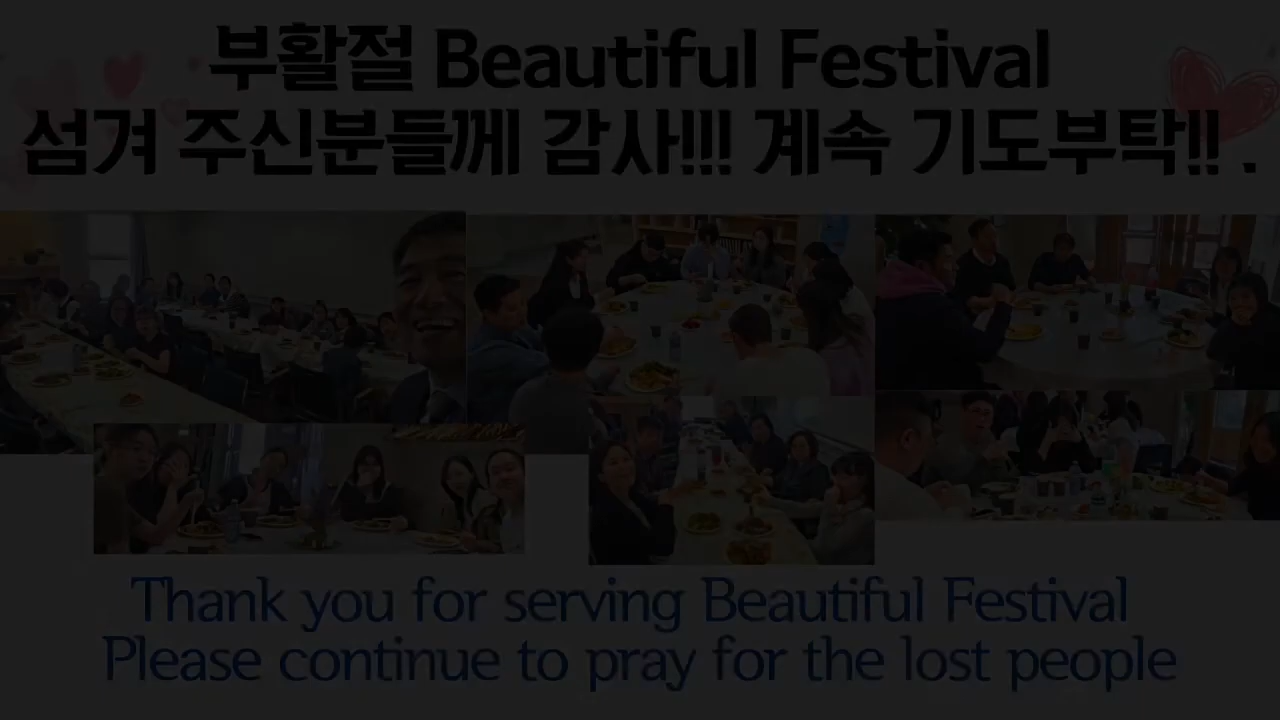 부활절 Beautiful Festival
섬겨 주신분들께 감사!!! 계속 기도부탁!! .
Thank you for serving Beautiful Festival
Please continue to pray for the lost people